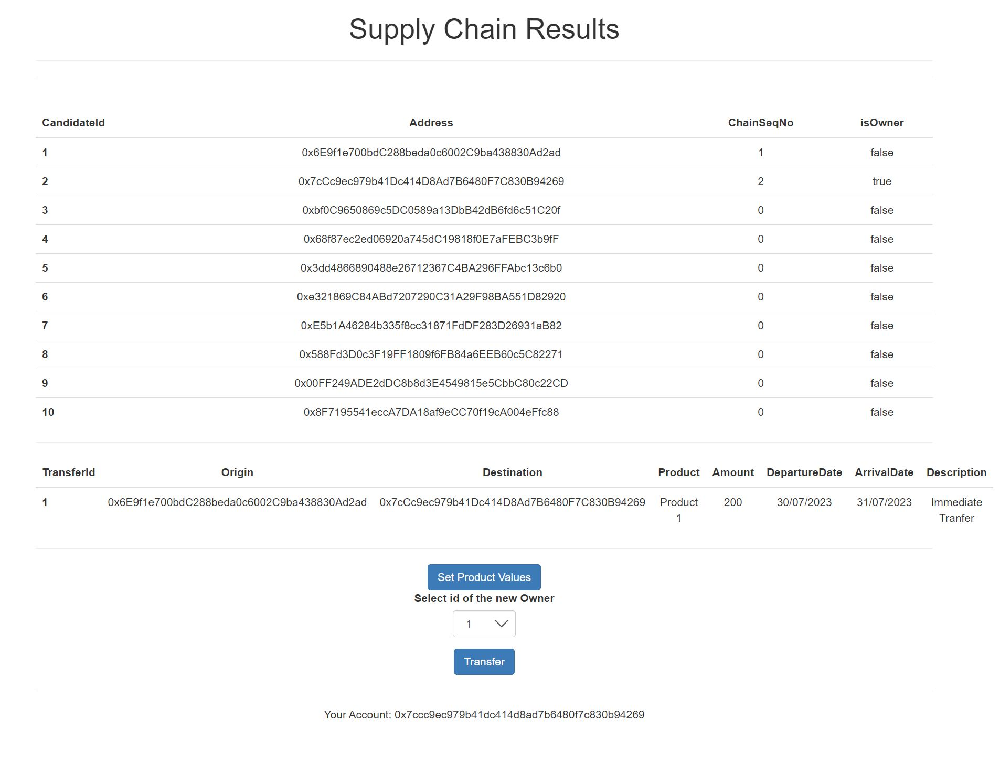 Supply Chain Results
CandidateId Address ChainSeqNo isOwner
1 0x6E9f1e700bdC288beda0c6002C9ba438830Ad2ad 1 false
2 0x7cCc9ec979b41Dc414D8Ad7B6480F7C830B94269 2 true
3 0xbf0C9650869c5DC0589a13DbB42dB6fd6c51C20f 0 false
4 0x68f87ec2ed06920a745dC19818f0E7aFEBC3b9fF 0 false
5 0x3dd4866890488e26712367C4BA296FFAbc13c6b0 0 false
6 0xe321869C84ABd7207290C31A29F98BA551D82920 0 false
7 0xE5b1A46284b335f8cc31871FdDF283D26931aB82 0 false
8 0x588Fd3D0c3F19FF1809f6FB84a6EEB60c5C82271 0 false
9 0x00FF249ADE2dDC8b8d3E4549815e5CbbC80c22CD 0 false
10 0x8F7195541eccA7DA18af9eCC70f19cA004eFfc88 0 false
TransferId Origin Destination Product Amount DepartureDate ArrivalDate Description
1 0x6E9f1e700bdC288beda0c6002C9ba438830Ad2ad 0x7cCc9ec979b41Dc414D8Ad7B6480F7C830B94269 Product 200 30/07/2023 31/07/2023 Immediate
1 Tranfer
Set Product Values
Select id of the new Owner
1
Transfer
Your Account: 0x7ccc9ec979b41dc414d8ad7b6480f7c830b94269